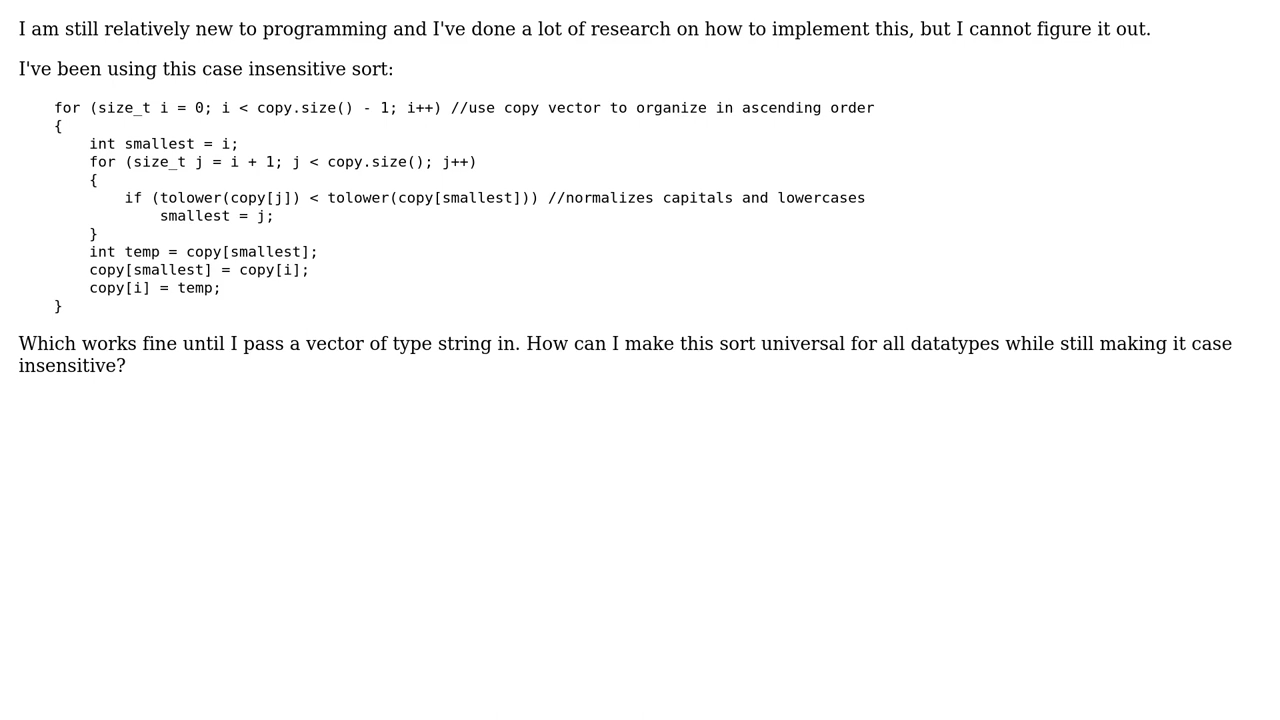 I am still relatively new to programming and I've done a lot of research on how to implement this, but I cannot figure it out.
I've been using this case insensitive sort:
for (size_t i = 0; i < copy.size() - 1; i++) //use copy vector to organize in ascending order
{
    int smallest = i;
    for (size_t j = i + 1; j < copy.size(); j++)
    {
        if (tolower(copy[j]) < tolower(copy[smallest])) //normalizes capitals and lowercases
            smallest = j;
    }
    int temp = copy[smallest];
    copy[smallest] = copy[i];
    copy[i] = temp;
}
Which works fine until I pass a vector of type string in. How can I make this sort universal for all datatypes while still making it case
insensitive?